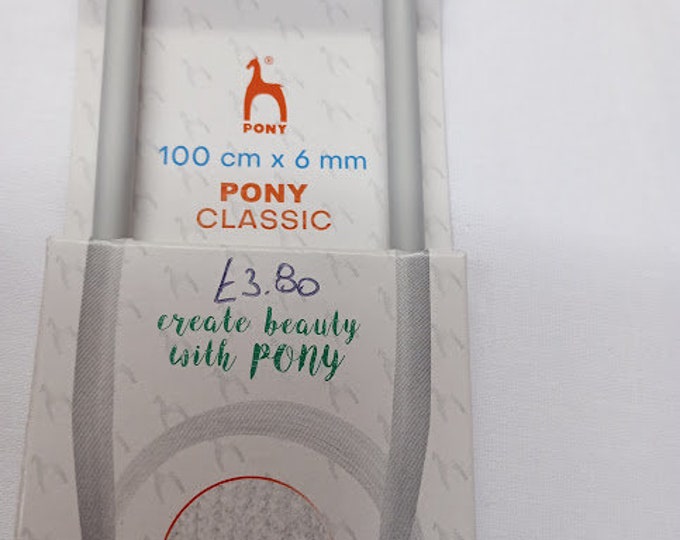 ®
PONY
100 cm x 6 mm
PONY
CLASSIC
£3.80
create beauty
with PONY